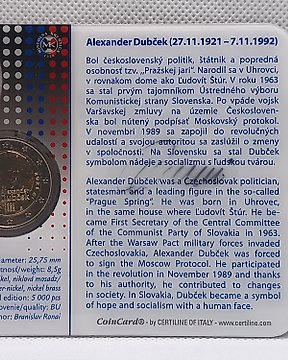 Alexander Dubček (27.11.1921 – 7.11.1992)
Bol československý politik, štátnik a popredná
osobnosť tzv. „Pražskej jari". Narodil sa v Uhrovci,
v rovnakom dome ako Ľudovít Štúr. V roku 1963
sa stal prvým tajomníkom Ústredného výboru
Komunistickej strany Slovenska. Po vpáde vojsk
Varšavskej zmluvy na územie Českosloven-
ska bol nútený podpísať Moskovský protokol.
V novembri 1989 sa zapojil do revolučných
udalostí a svojou autoritou sa zaslúžil o zmeny
v spoločnosti. Na Slovensku sa stal Dubček
symbolom nádeje a socializmu s ľudskou tvárou.
Alexander Dubček was a Czechoslovak politician,
statesman and a leading figure in the so-called
"Prague Spring". He was born in Uhrovec,
in the same house where Ľudovít Štúr. He be-
came First Secretary of the Central Committee
of the Communist Party of Slovakia in 1963.
After the Warsaw Pact military forces invaded
Czechoslovakia, Alexander Dubček was forced
to sign the Moscow Protocol. He participated
in the revolution in November 1989 and thanks
to his authority, he contributed to changes
in society. In Slovakia, Dubček became a symbol
of hope and socialism with a human face.
ameter: 25,75 mm
tnosť/weight: 8,5g
nikel, niklová mosadz/
er-nickel, nickel brass
d edition: 5 000 pcs
ovenie/quality: BU
hor: Branislav Ronai
CoinCard® - by CERTILINE OF ITALY - www.certiline.com